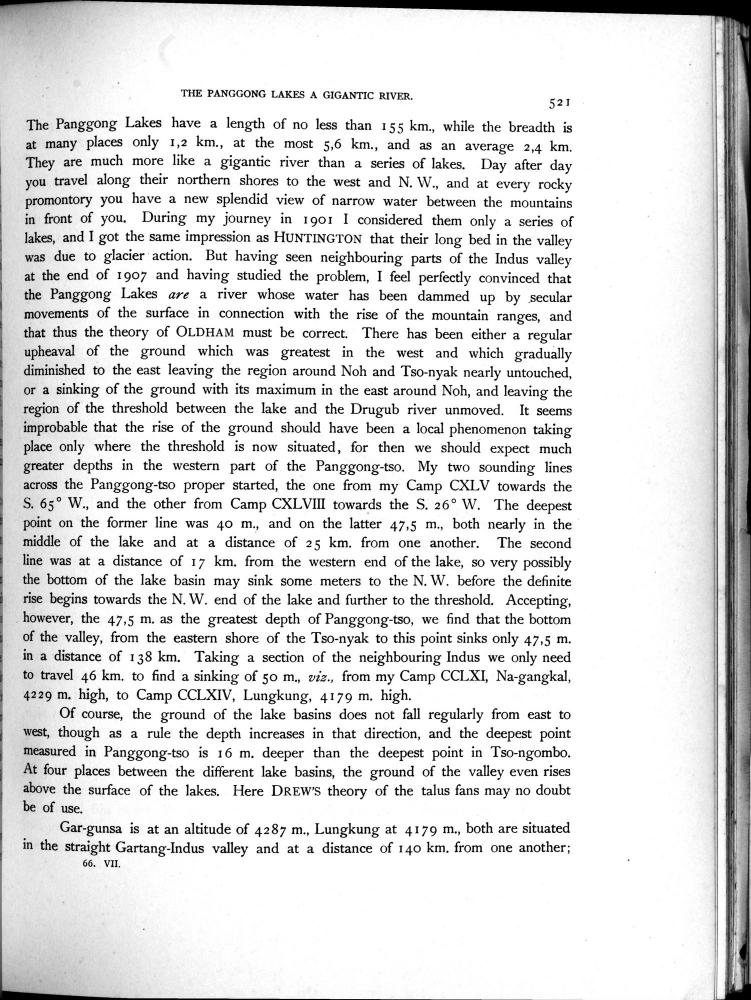 THE PANGGONG LAKES A GIGANTIC RIVER.
521
The Panggong Lakes have a length of no less than 155 km., while the breadth is
at many places only 1,2 km., at the most 5,6 km., and as an average 2,4 km.
They are much more like a gigantic river than a series of lakes. Day after day
you travel along their northern shores to the west and N. W., and at every rocky
promontory you have a new splendid view of narrow water between the mountains
in front of you. During my journey in 1901 I considered them only a series of
lakes, and I got the same impression as HUNTINGTON that their long bed in the valley
was due to glacier action. But having seen neighbouring parts of the Indus valley
at the end of 1907 and having studied the problem, I feel perfectly convinced that
the Panggong Lakes are a river whose water has been dammed up by secular
movements of the surface in connection with the rise of the mountain ranges, and
that thus the theory of OLDHAM must be correct. There has been either a regular
upheaval of the ground which was greatest in the west and which gradually
diminished to the east leaving the region around Noh and Tso-nyak nearly untouched,
or a sinking of the ground with its maximum in the east around Noh, and leaving the
region of the threshold between the lake and the Drugub river unmoved. It seems
improbable that the rise of the ground should have been a local phenomenon taking
place only where the threshold is now situated, for then we should expect much
greater depths in the western part of the Panggong-tso. My two sounding lines
across the Panggong-tso proper started, the one from my Camp CXLV towards the
S. 65° W., and the other from Camp CXLVIII towards the S. 26° W. The deepest
point on the former line was 40 m., and on the latter 47,5 m., both nearly in the
middle of the lake and at a distance of 25 km. from one another. The second
line was at a distance of 17 km. from the western end of the lake, so very possibly
the bottom of the lake basin may sink some meters to the N. W. before the definite
rise begins towards the N. W. end of the lake and further to the threshold. Accepting,
however, the 47,5 m. as the greatest depth of Panggong-tso, we find that the bottom
of the valley, from the eastern shore of the Tso-nyak to this point sinks only 47,5 m.
in a distance of 138 km. Taking a section of the neighbouring Indus we only need
to travel 46 km. to find a sinking of 50 m., viz., from my Camp CCLXI, Na-gangkal,
4229 m. high, to Camp CCLXIV, Lungkung, 4179 m. high.
Of course, the ground of the lake basins does not fall regularly from east to
west, though as a rule the depth increases in that direction, and the deepest point
measured in Panggong-tso is 16 m. deeper than the deepest point in Tso-ngombo.
At four places between the different lake basins, the ground of the valley even rises
above the surface of the lakes. Here DREW'S theory of the talus fans may no doubt
be of use.
Gar-gunsa is at an altitude of 4287 m., Lungkung at 4179 m., both are situated
in the straight Gartang-Indus valley and at a distance of 140 km. from one another;
66. VII.